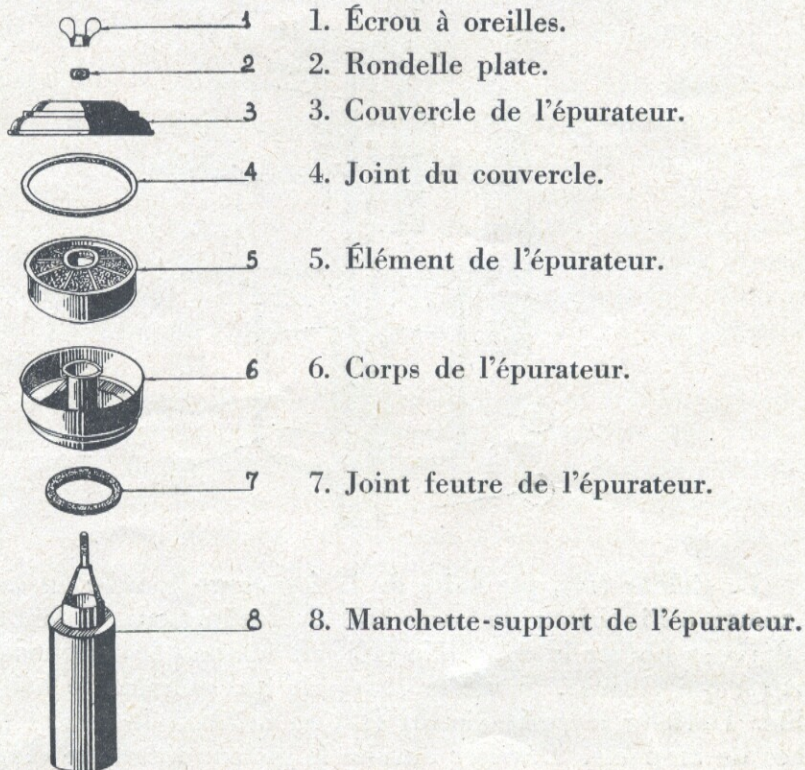 1 1. Écrou à oreilles.
2 2. Rondelle plate.
3 3. Couvercle de l'épurateur.
4 4. Joint du couvercle.
5 5. Élément de l'épurateur.
6 6. Corps de l'épurateur.
7 7. Joint feutre de l'épurateur.
8 8. Manchette-support de l'épurateur.